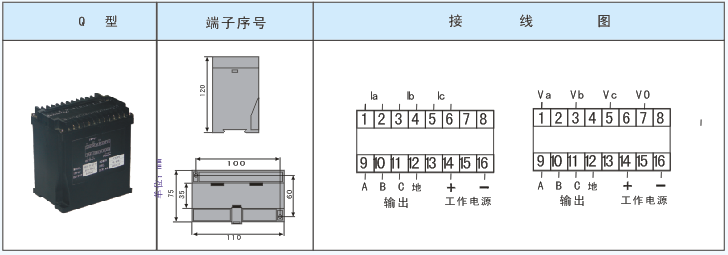 Q 型 端子序号 接 线 图
120
100
单位：mm
75
35
60
110
Ia Ib Ic
1 2 3 4 5 6 7 8
9 10 11 12 13 14 15 16
A B C 地 + −
输出 工作电源
Va Vb Vc V0
1 2 3 4 5 6 7 8
9 10 11 12 13 14 15 16
A B C 地 + −
输出 工作电源